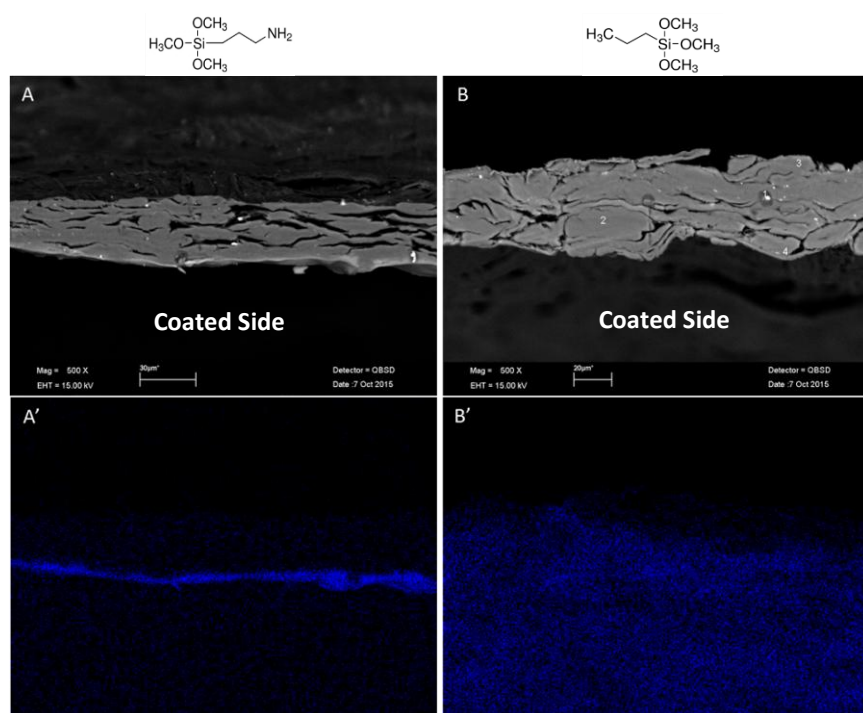 OCH₃
H₃CO-Si NH₂
OCH₃
OCH₃
H₃C Si-OCH₃
OCH₃
A
Coated Side
Mag = 500 X
EHT = 15.00 kV
30µm*
Detector = QBSD
Date :7 Oct 2015
B
3
1
2
4
Coated Side
Mag = 500 X
EHT = 15.00 kV
20µm*
Detector = QBSD
Date :7 Oct 2015
A’
B’